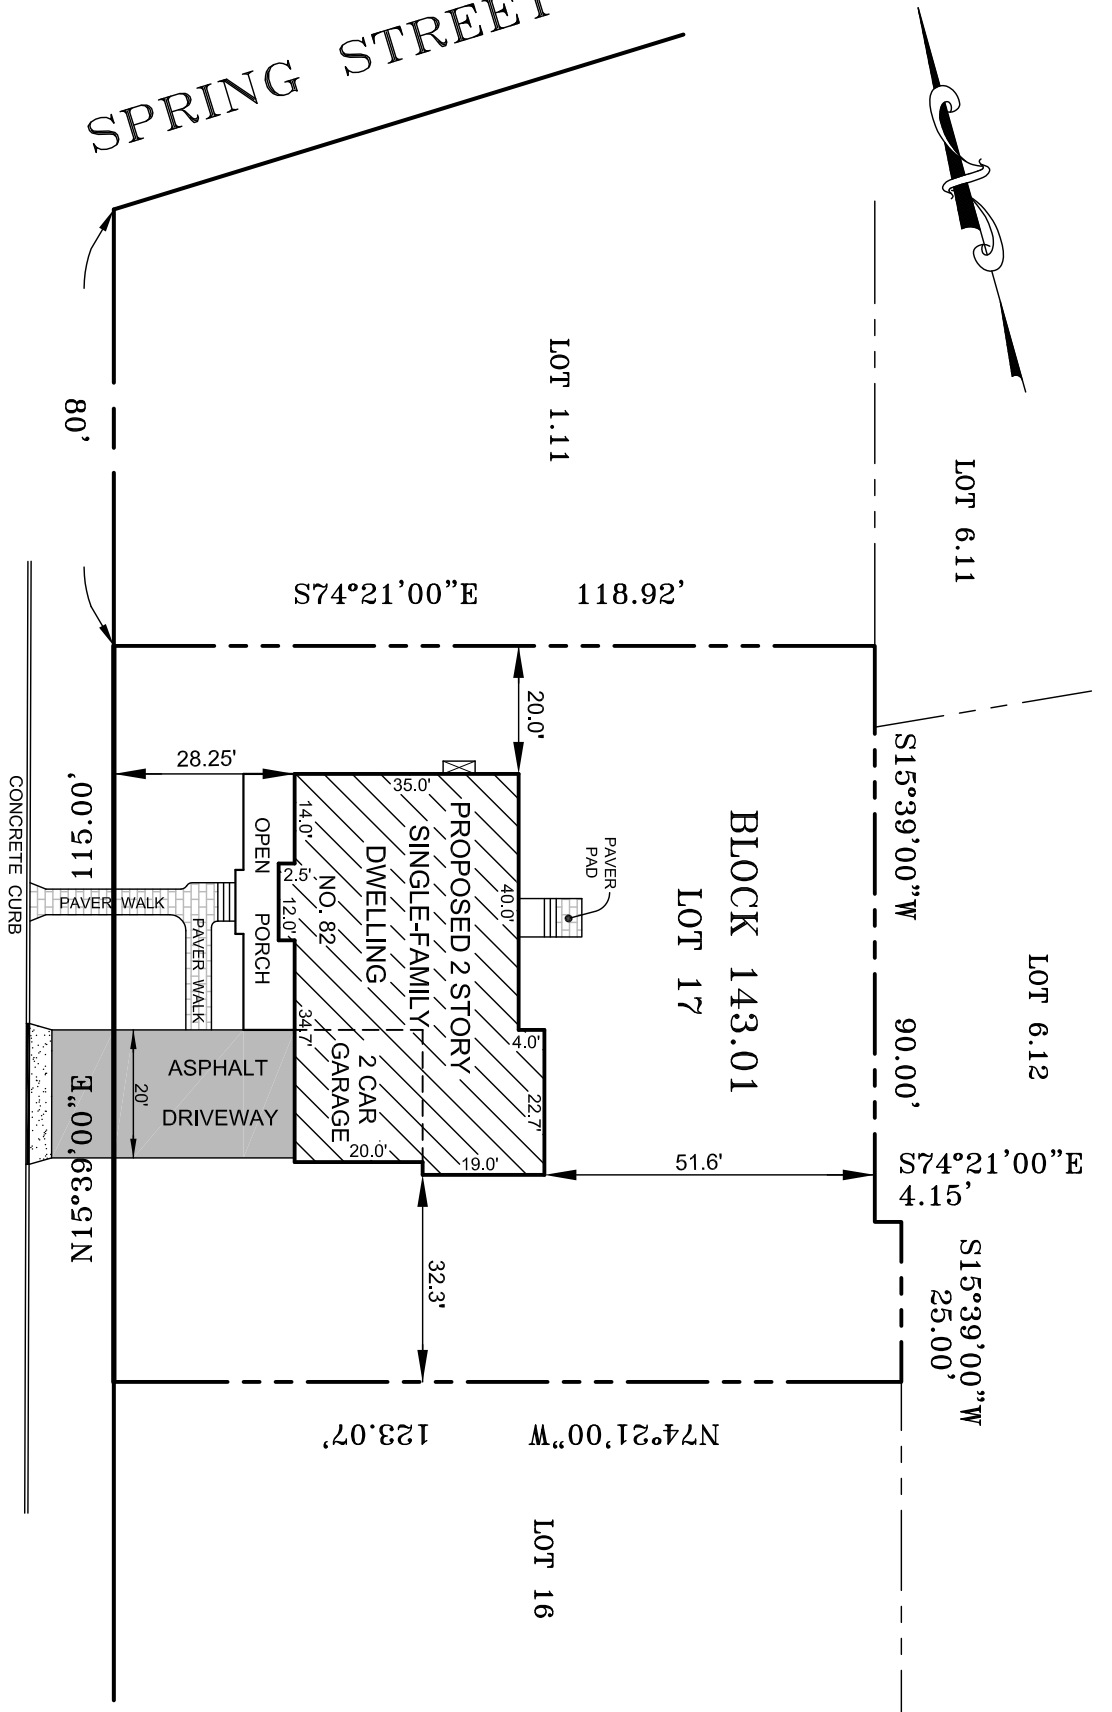 SPRING STREET
LOT 1.11
LOT 6.11
80'
S74°21'00"E 118.92'
20.0'
28.25'
S15°39'00"W 90.00'
LOT 6.12
BLOCK 143.01
LOT 17
PAVER
PAD
35.0'
40.0'
14.0'
2.5'
12.0'
34.7'
4.0'
22.7'
20.0'
19.0'
PROPOSED 2 STORY
SINGLE-FAMILY
DWELLING
NO. 82
2 CAR
GARAGE
OPEN PORCH
PAVER WALK
PAVER WALK
ASPHALT
DRIVEWAY
20'
CONCRETE CURB
N15°39'00"E 115.00'
51.6'
32.3'
S74°21'00"E
4.15'
S15°39'00"W
25.00'
N74°21'00"W 123.07'
LOT 16